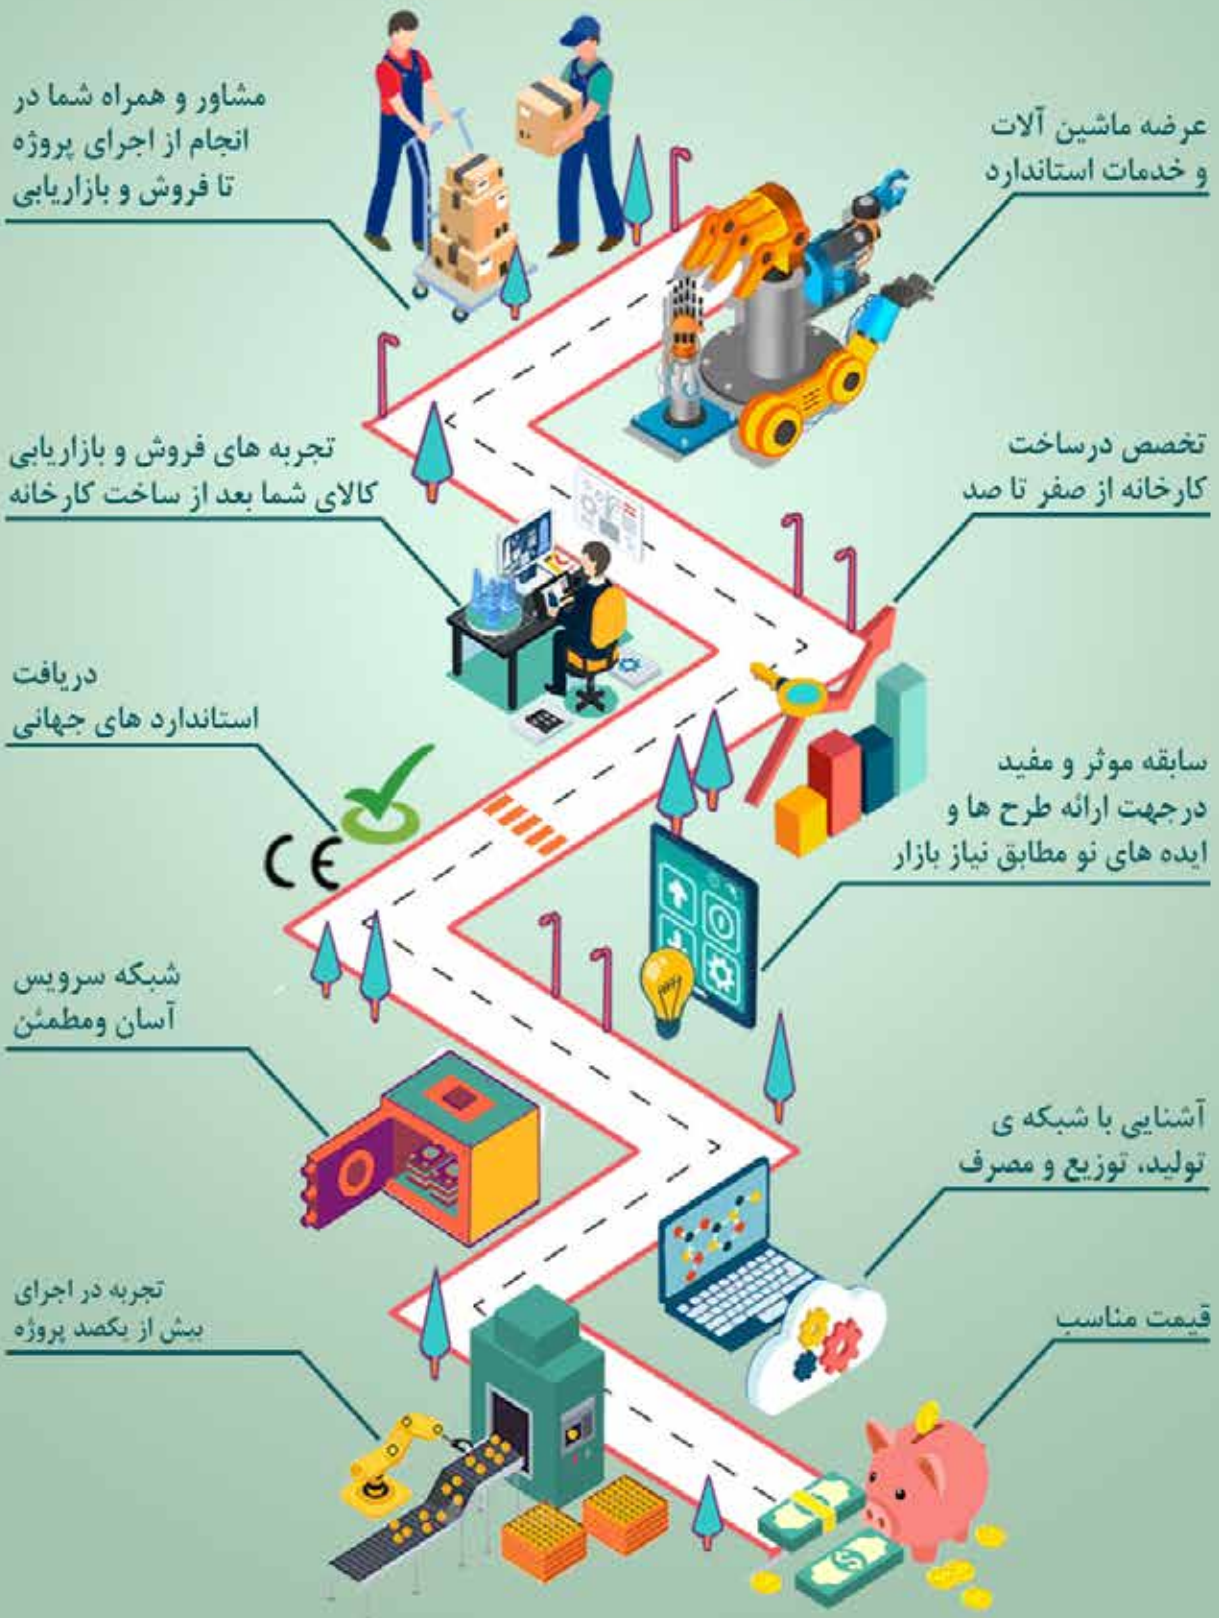 عرضه ماشین آلات
و خدمات استاندارد
مشاور و همراه شما در
انجام از اجرای پروژه
تا فروش و بازاریابی
تخصص درساخت
کارخانه از صفر تا صد
تجربه های فروش و بازاریابی
کالای شما بعد از ساخت کارخانه
دریافت
استاندارد های جهانی
CE
سابقه موثر و مفید
درجهت ارائه طرح ها و
ایده های نو مطابق نیاز بازار
شبکه سرویس
آسان ومطمئن
آشنایی با شبکه ی
تولید، توزیع و مصرف
تجربه در اجرای
بیش از یکصد پروژه
قیمت مناسب